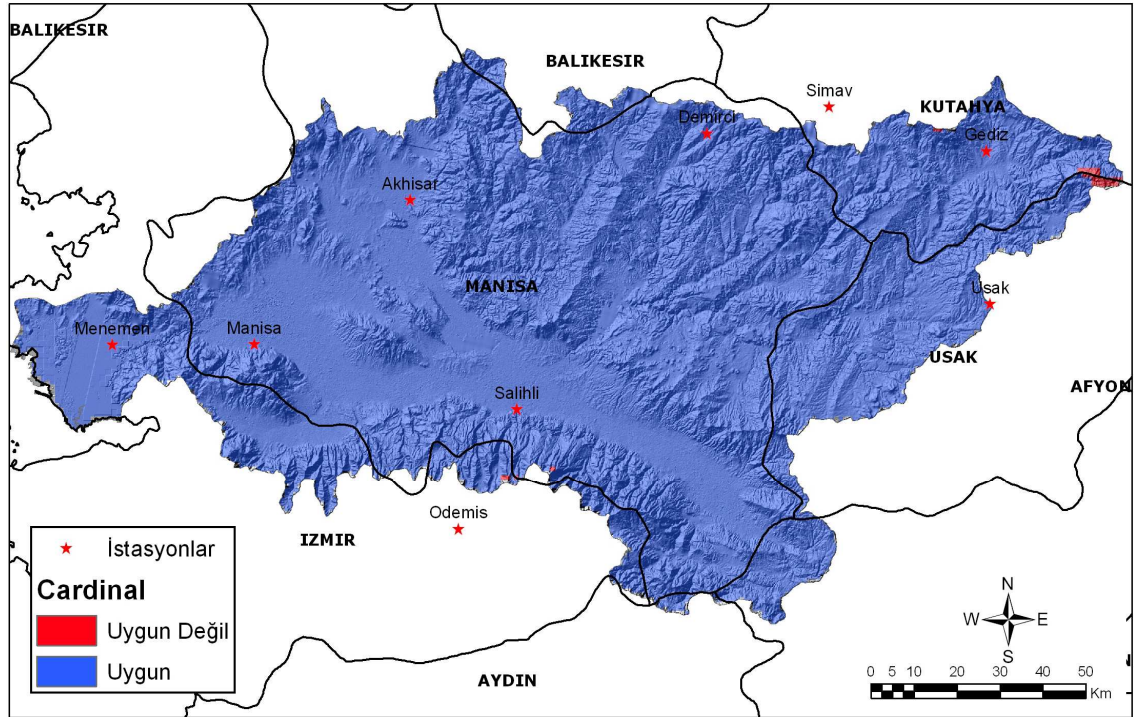 BALIKESIR
BALIKESIR
Simav
KUTAHYA
Demirci
Gediz
Akhisar
MANISA
Usak
Menemen
Manisa
USAK
AFYON
Salihli
Odemis
IZMIR
İstasyonlar
Cardinal
Uygun Değil
Uygun
N
W E
S
0 5 10 20 30 40 50
Km
AYDIN